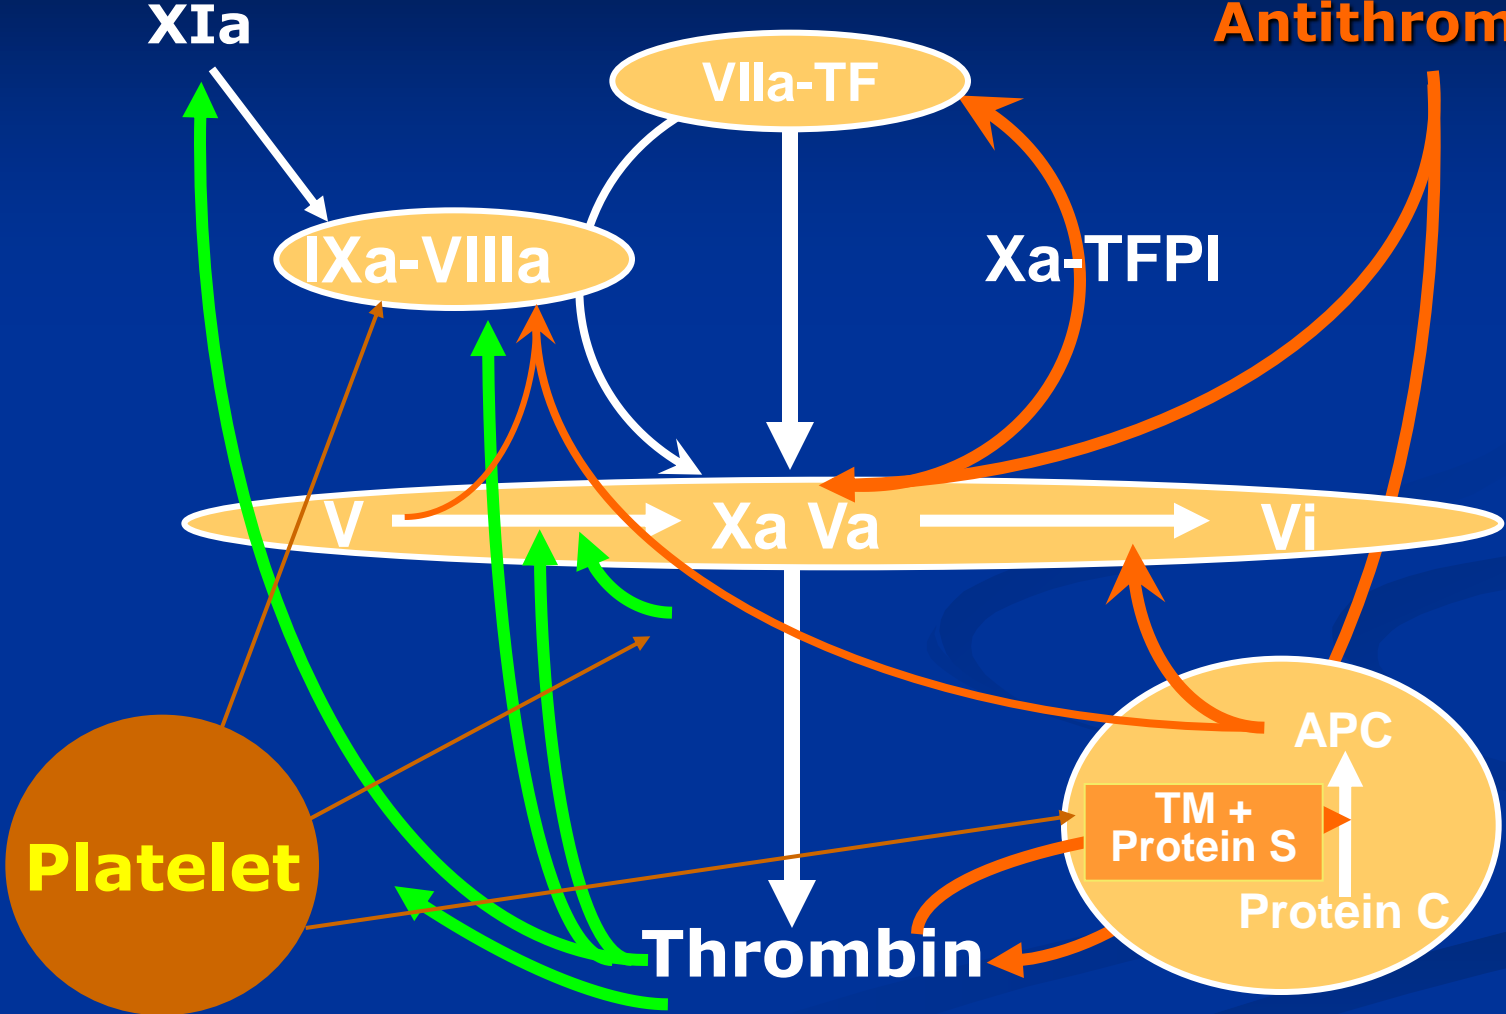 XIa
Antithrom
VIIa-TF
IXa-VIIIa
Xa-TFPI
V
Xa Va
Vi
APC
TM +
Protein S
Protein C
Platelet
Thrombin